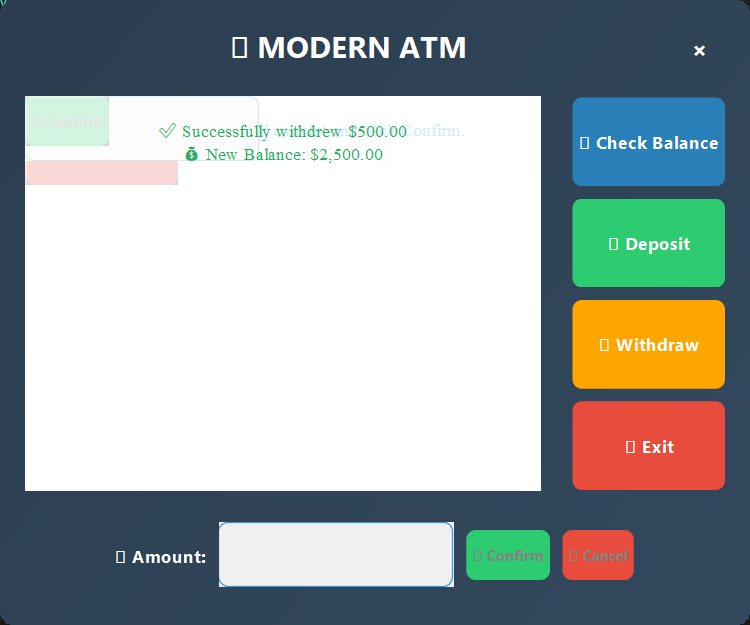 MODERN ATM
×
Confirm
Successfully withdrew $500.00
Confirm.
New Balance: $2,500.00
Check Balance
Deposit
Withdraw
Exit
Amount:
Confirm
Cancel